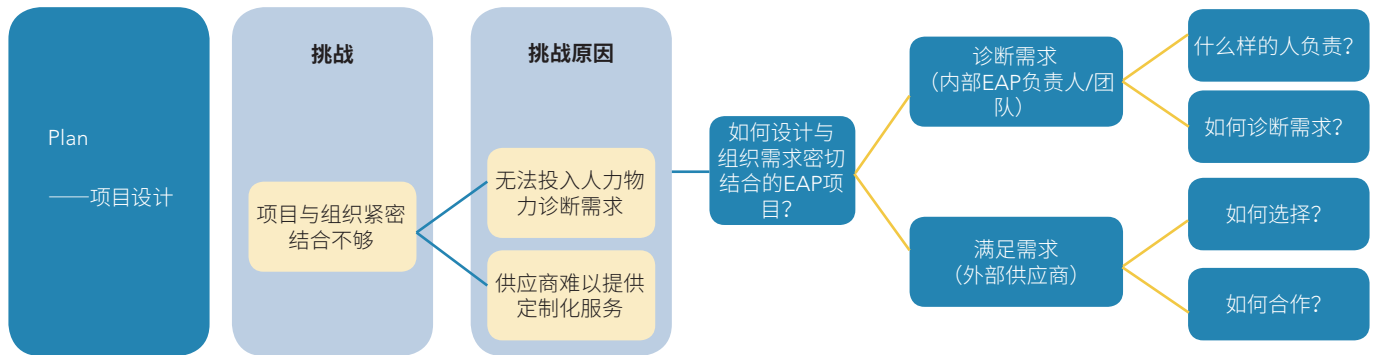 Plan
——项目设计
挑战
项目与组织紧密
结合不够
挑战原因
无法投入人力物
力诊断需求
供应商难以提供
定制化服务
如何设计与
组织需求密切
结合的EAP项
目？
诊断需求
（内部EAP负责人/团
队）
满足需求
（外部供应商）
什么样的人负责？
如何诊断需求？
如何选择？
如何合作？